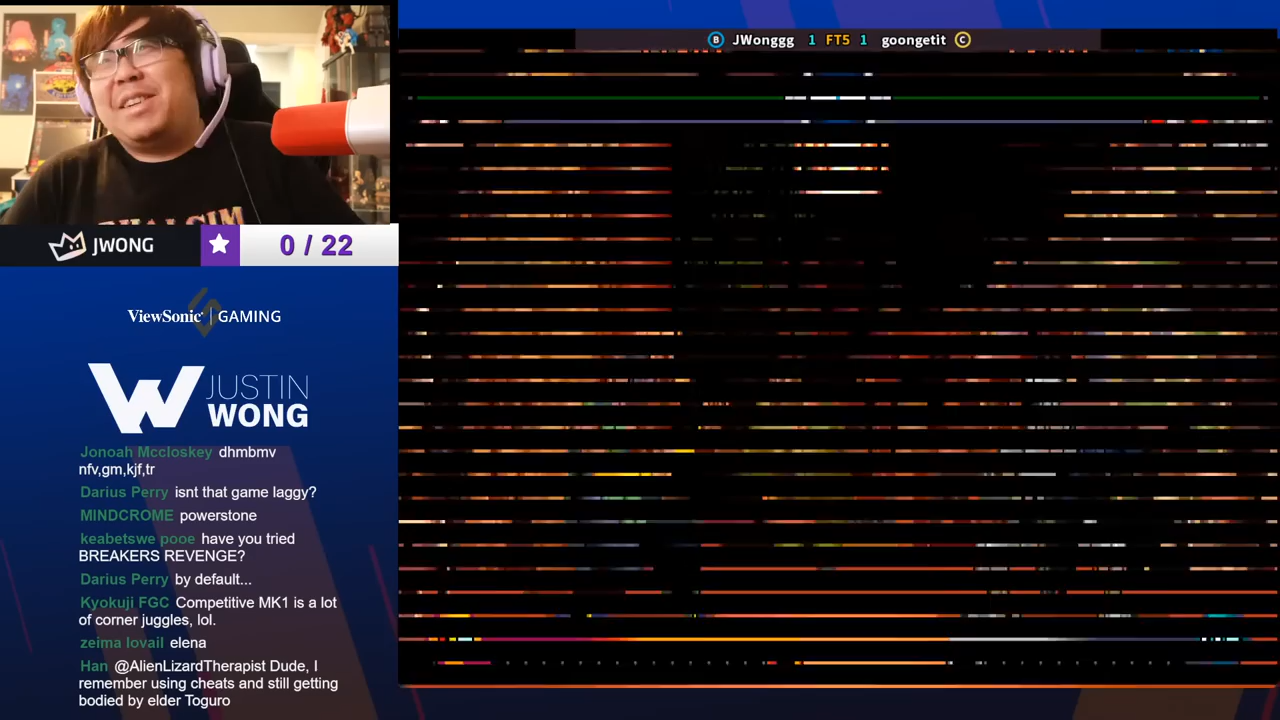 B JWonggg 1 FT5 1 goongetit C
JWONG ★ 0 / 22
ViewSonic | GAMING
JUSTIN
WONG
Jonoah Mccloskey dhmbmv
nfv,gm,kjf,tr
Darius Perry isnt that game laggy?
MINDCROME powerstone
keabetswe pooe have you tried
BREAKERS REVENGE?
Darius Perry by default...
Kyokuji FGC Competitive MK1 is a lot
of corner juggles, lol.
zeima lovail elena
Han @AlienLizardTherapist Dude, I
remember using cheats and still getting
bodied by elder Toguro